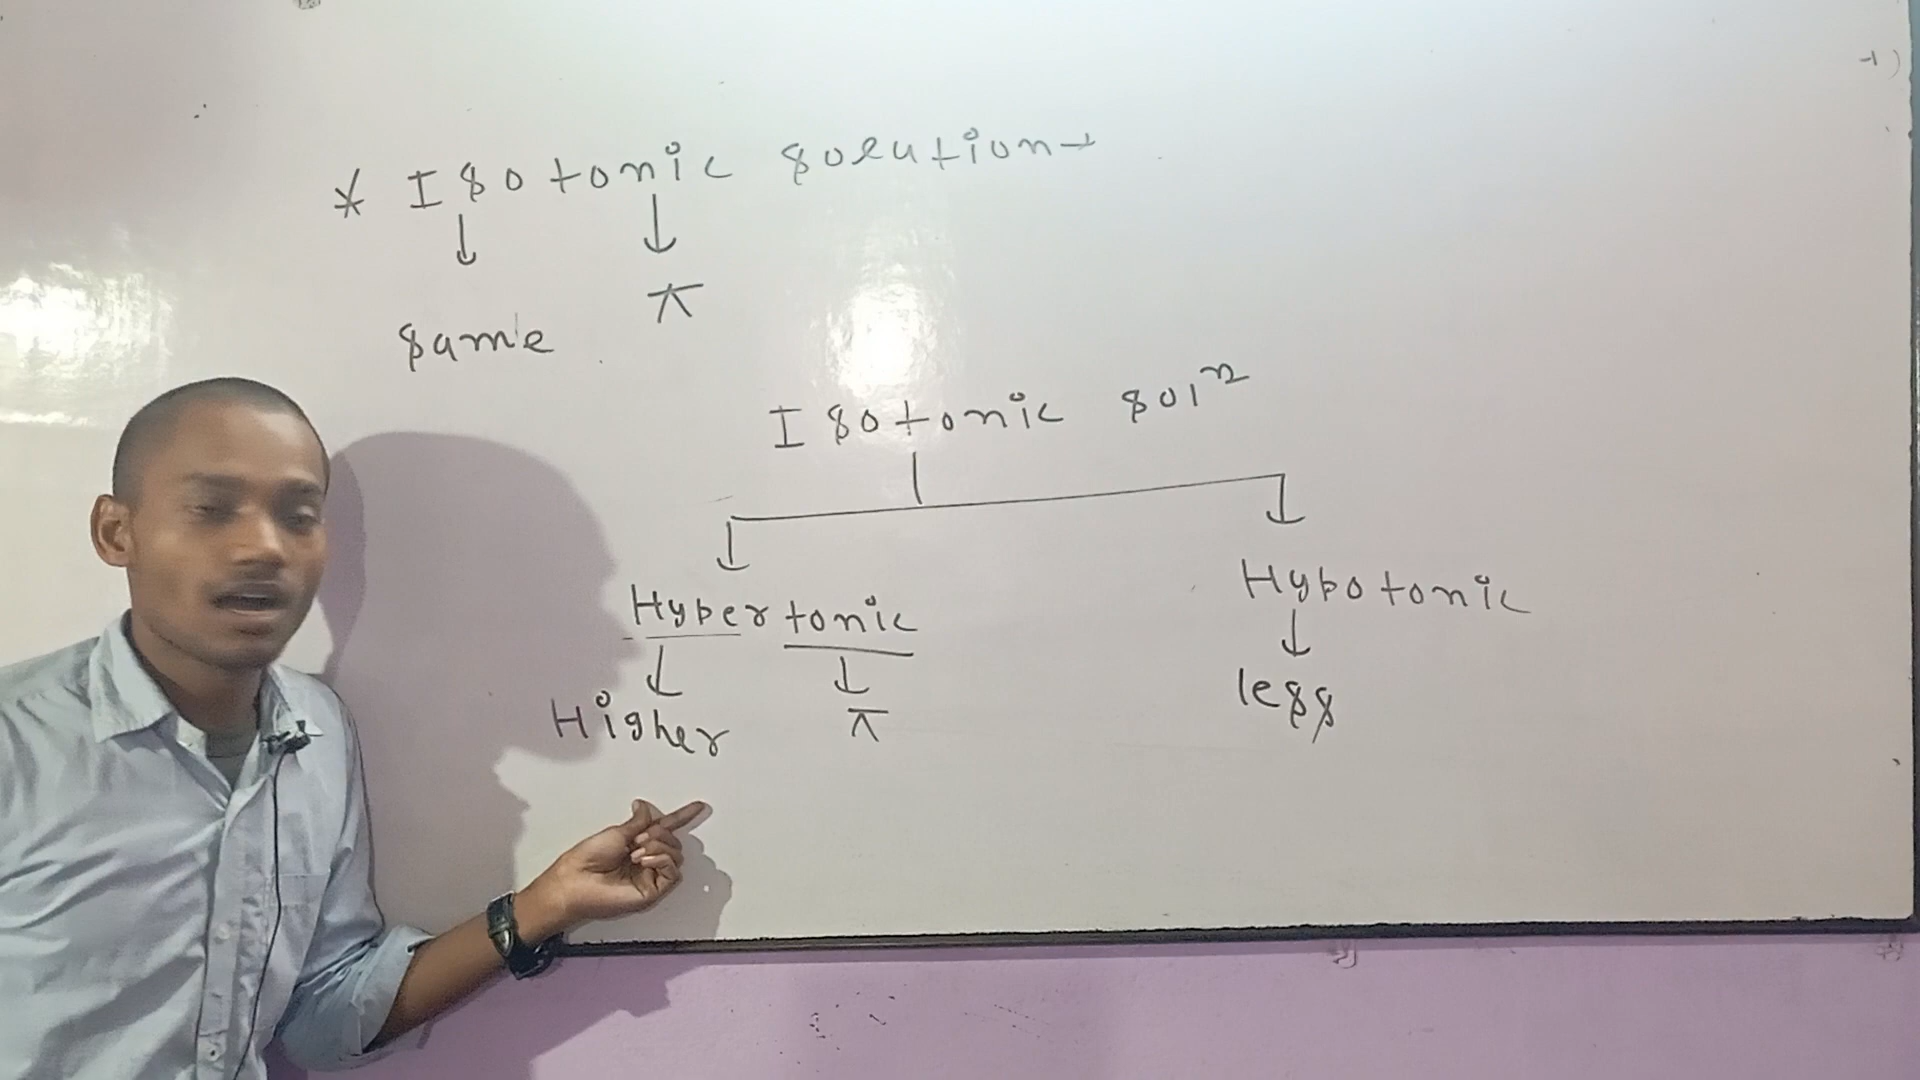 * Isotonic solution →
↓ ↓
same π
Isotonic solⁿ
↓ ↓
Hypertonic Hypotonic
↓ ↓ ↓
Higher π less